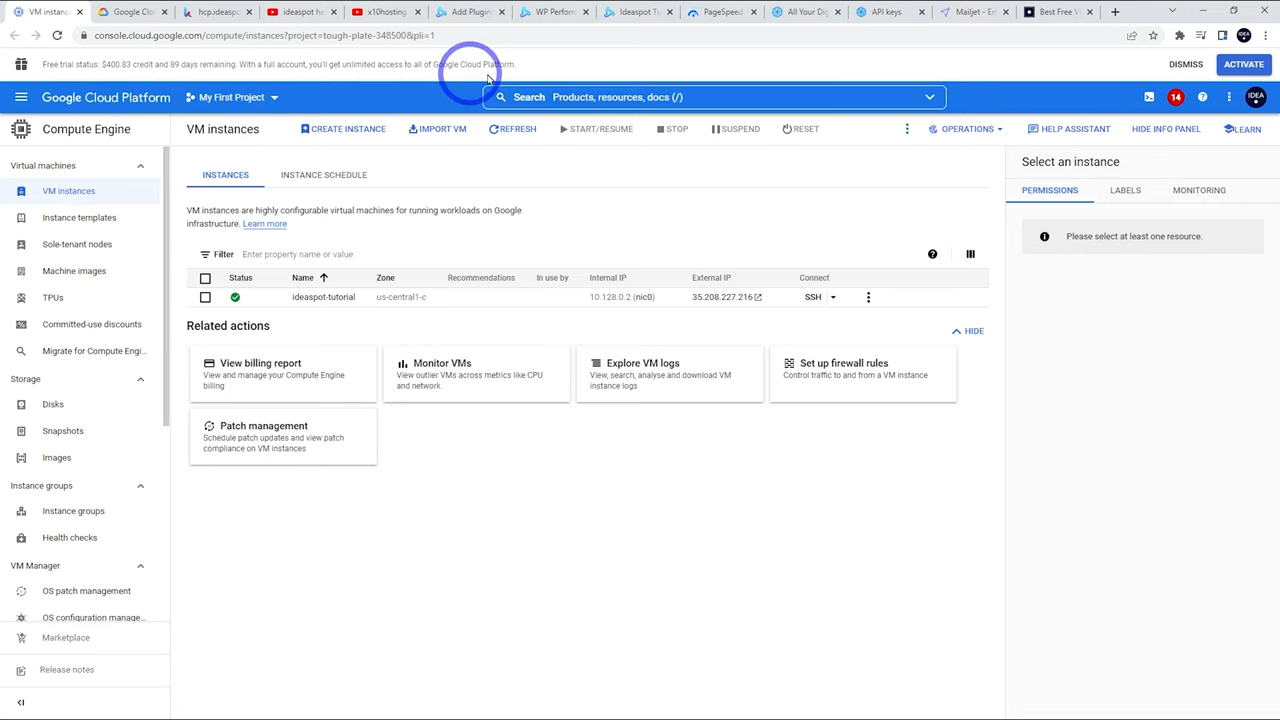 VM instanc
Google Clou
hcp.ideaspo
ideaspot he
x10hosting
Add Plugin
WP Perform
Ideaspot Tu
PageSpeed
All Your Dig
API keys
Mailjet - Em
Best Free V
console.cloud.google.com/compute/instances?project=tough-plate-348500&pli=1
IDEA
Free trial status: $400.83 credit and 89 days remaining. With a full account, you'll get unlimited access to all of Google Cloud Platform.
DISMISS
ACTIVATE
Google Cloud Platform
My First Project
Search Products, resources, docs (/)
14
IDEA
Compute Engine
VM instances
CREATE INSTANCE
IMPORT VM
REFRESH
START/RESUME
STOP
SUSPEND
RESET
OPERATIONS
HELP ASSISTANT
HIDE INFO PANEL
LEARN
Virtual machines
VM instances
Instance templates
Sole-tenant nodes
Machine images
TPUs
Committed-use discounts
Migrate for Compute Engi...
Storage
Disks
Snapshots
Images
Instance groups
Instance groups
Health checks
VM Manager
OS patch management
OS configuration manage...
Marketplace
Release notes
INSTANCES
INSTANCE SCHEDULE
VM instances are highly configurable virtual machines for running workloads on Google
infrastructure. Learn more
Filter Enter property name or value
Status Name Zone Recommendations In use by Internal IP External IP Connect
ideaspot-tutorial us-central1-c 10.128.0.2 (nic0) 35.208.227.216 SSH
Related actions
HIDE
View billing report
View and manage your Compute Engine
billing
Monitor VMs
View outlier VMs across metrics like CPU
and network
Explore VM logs
View, search, analyse and download VM
instance logs
Set up firewall rules
Control traffic to and from a VM instance
Patch management
Schedule patch updates and view patch
compliance on VM instances
Select an instance
PERMISSIONS
LABELS
MONITORING
Please select at least one resource.